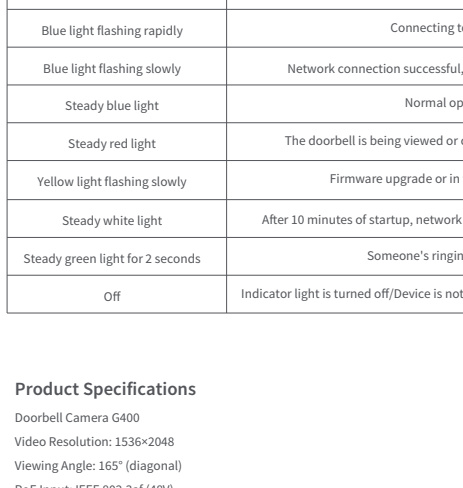 Blue light flashing rapidly Connecting
Blue light flashing slowly Network connection successful,
Steady blue light Normal
Steady red light The doorbell is being viewed or
Yellow light flashing slowly Firmware upgrade or in
Steady white light After 10 minutes of startup, network
Steady green light for 2 seconds Someone's
Off Indicator light is turned off/Device is not
Product Specifications
Doorbell Camera G400
Video Resolution: 1536×2048
Viewing Angle: 165° (diagonal)